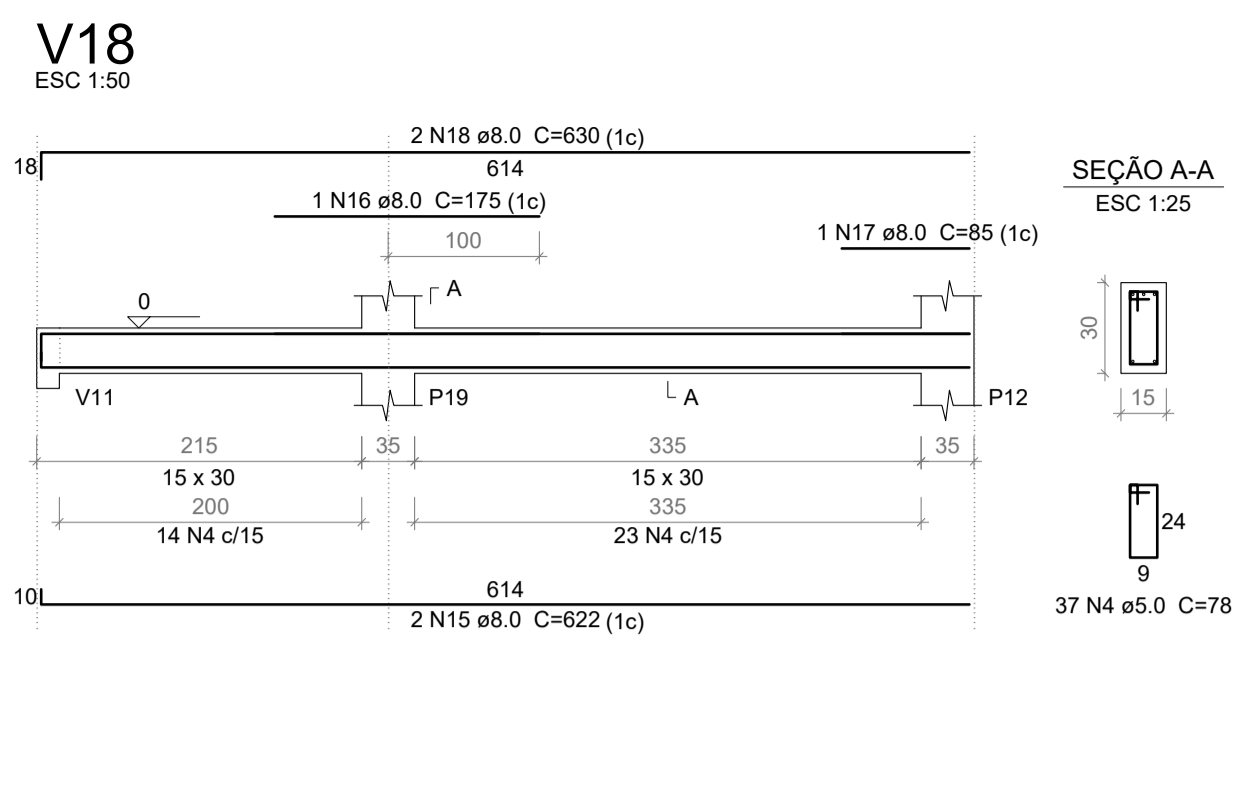 V18
ESC 1:50
2 N18 ø8.0 C=630 (1c)
18
614
1 N16 ø8.0 C=175 (1c)
100
1 N17 ø8.0 C=85 (1c)
SEÇÃO A-A
ESC 1:25
A
0
30
15
V11
P19
A
P12
215
35
335
35
15 x 30
15 x 30
200
335
14 N4 c/15
23 N4 c/15
24
9
37 N4 ø5.0 C=78
10
614
2 N15 ø8.0 C=622 (1c)